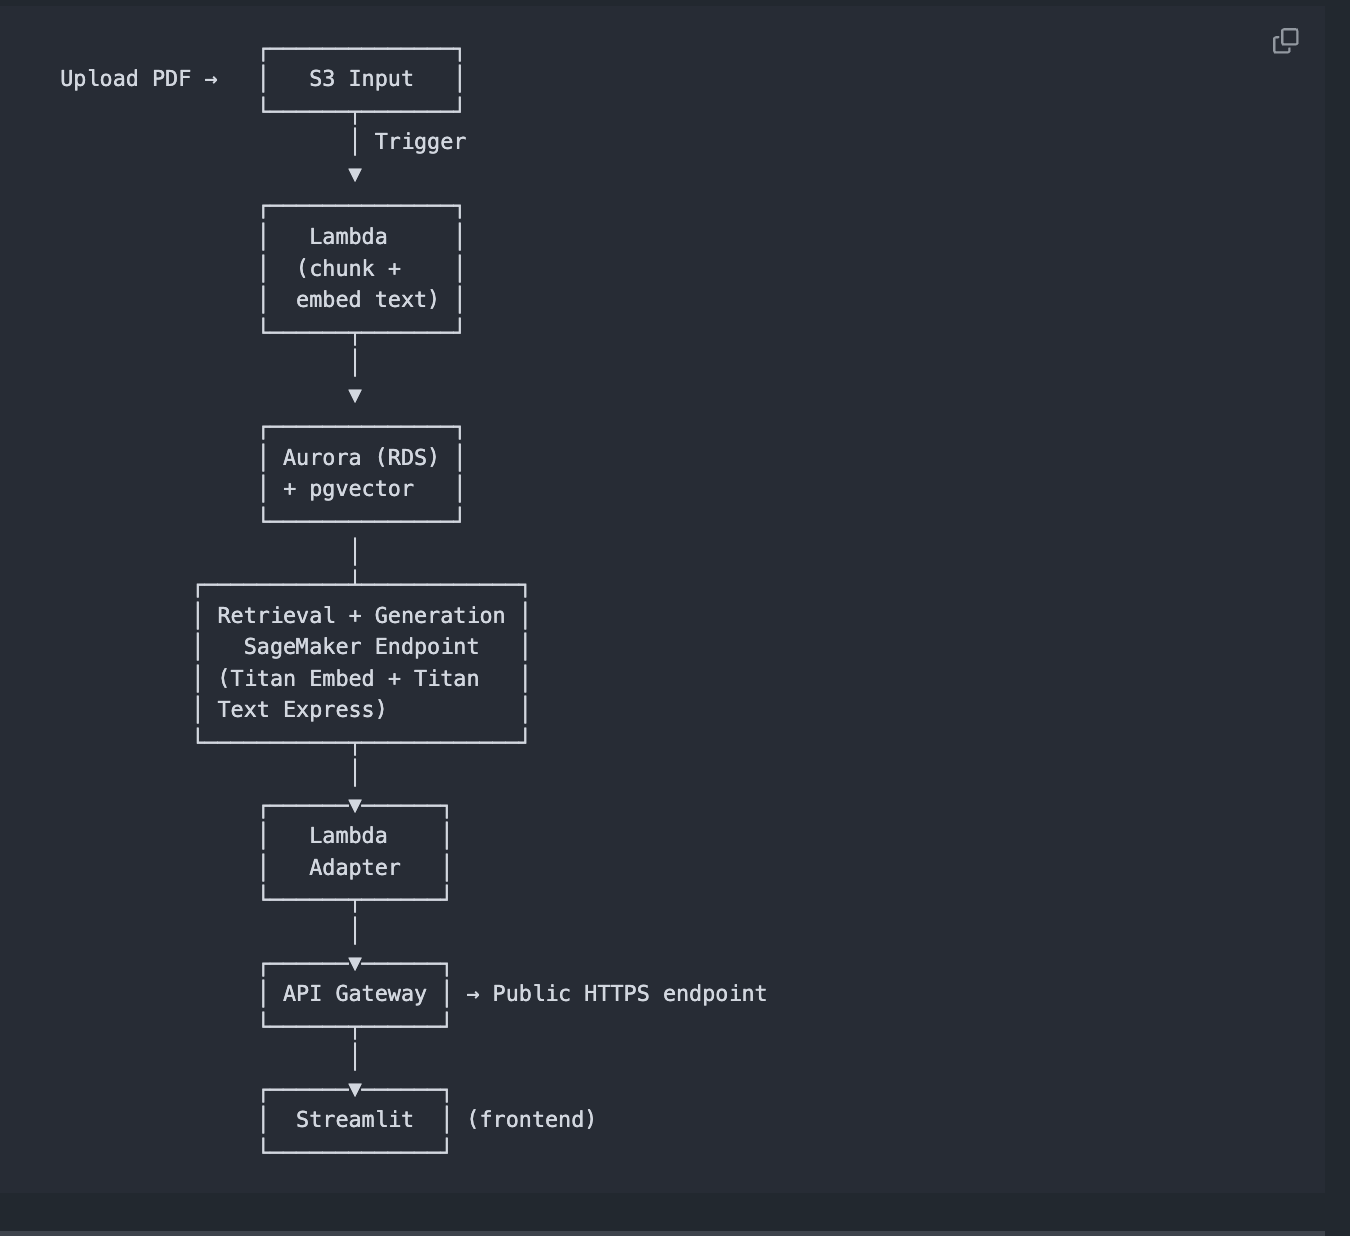 Upload PDF → S3 Input
Trigger
▼
Lambda
(chunk +
embed text)
▼
Aurora (RDS)
+ pgvector
Retrieval + Generation
SageMaker Endpoint
(Titan Embed + Titan
Text Express)
▼
Lambda
Adapter
▼
API Gateway → Public HTTPS endpoint
▼
Streamlit (frontend)